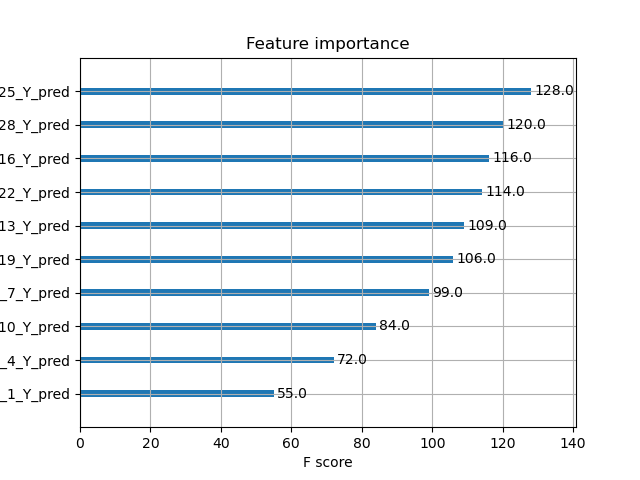 Feature importance
25_Y_pred 128.0
28_Y_pred 120.0
16_Y_pred 116.0
22_Y_pred 114.0
13_Y_pred 109.0
19_Y_pred 106.0
_7_Y_pred 99.0
10_Y_pred 84.0
_4_Y_pred 72.0
_1_Y_pred 55.0
0 20 40 60 80 100 120 140
F score